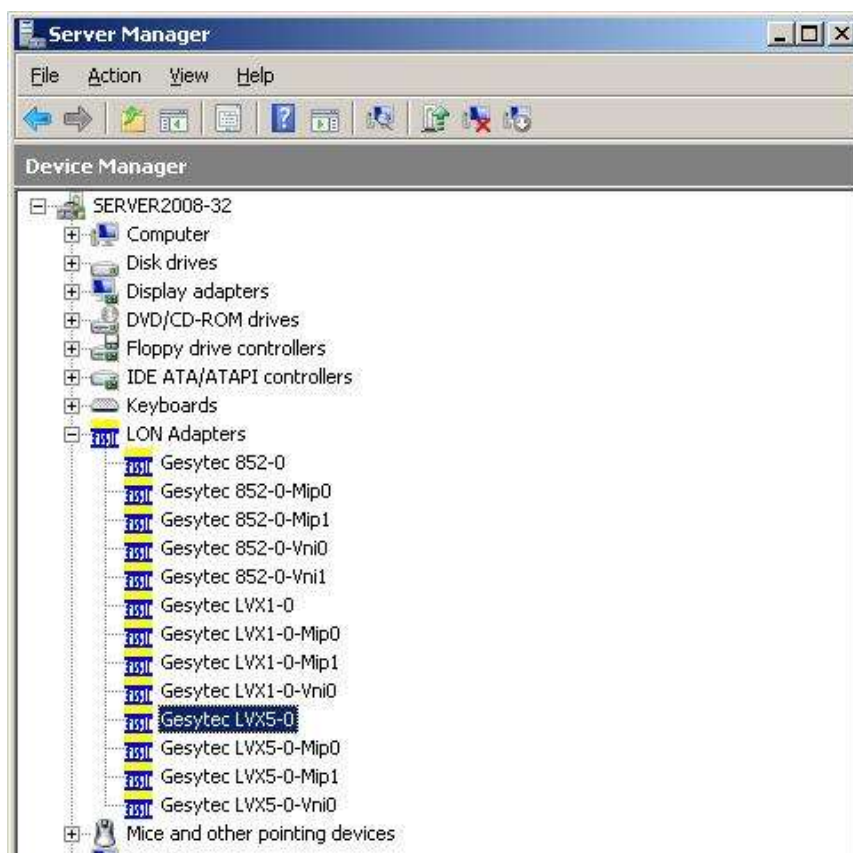 Server Manager
File Action View Help
Device Manager
SERVER2008-32
Computer
Disk drives
Display adapters
DVD/CD-ROM drives
Floppy drive controllers
IDE ATA/ATAPI controllers
Keyboards
LON Adapters
Gesytec 852-0
Gesytec 852-0-Mip0
Gesytec 852-0-Mip1
Gesytec 852-0-Vni0
Gesytec 852-0-Vni1
Gesytec LVX1-0
Gesytec LVX1-0-Mip0
Gesytec LVX1-0-Mip1
Gesytec LVX1-0-Vni0
Gesytec LVX5-0
Gesytec LVX5-0-Mip0
Gesytec LVX5-0-Mip1
Gesytec LVX5-0-Vni0
Mice and other pointing devices